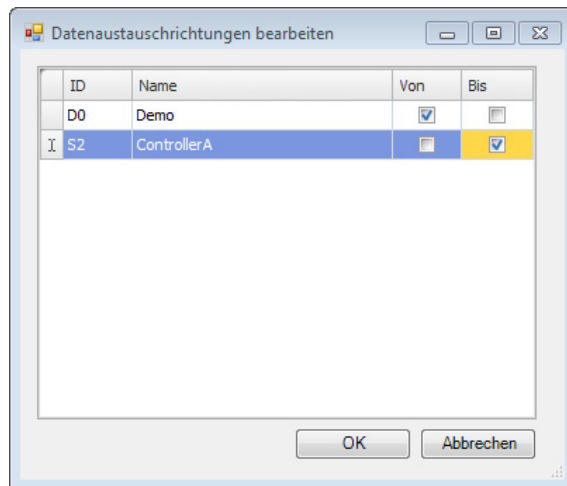 Datenaustauschrichtungen bearbeiten
ID Name Von Bis
D0 Demo
S2 ControllerA
OK Abbrechen